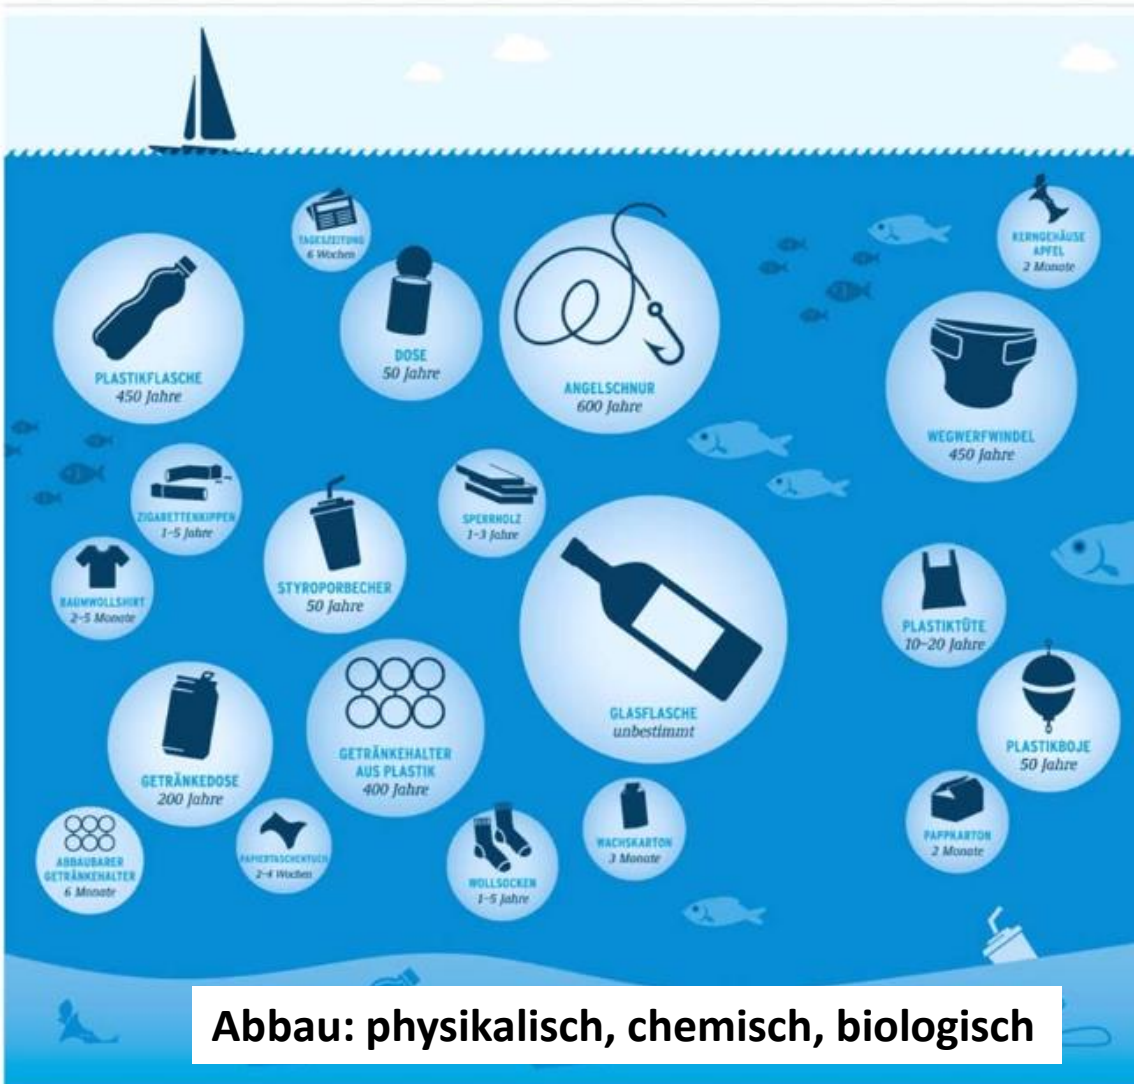 TAGESZEITUNG
6 Wochen
KERNGEHÄUSE
APFEL
2 Monate
PLASTIKFLASCHE
450 Jahre
DOSE
50 Jahre
ANGELSCHNUR
600 Jahre
WEGWERFWINDEL
450 Jahre
ZIGARETTENKIPPEN
1–5 Jahre
SPERRHOLZ
1–3 Jahre
BAUMWOLLSHIRT
2–5 Monate
STYROPORBECHER
50 Jahre
PLASTIKTÜTE
10–20 Jahre
GLASFLASCHE
unbestimmt
GETRÄNKEDOSE
200 Jahre
GETRÄNKEHALTER
AUS PLASTIK
400 Jahre
PLASTIKBOJE
50 Jahre
ABBAUBARER
GETRÄNKEHALTER
6 Monate
PAPIERTASCHENTUCH
2–4 Wochen
WOLLSOCKEN
1–5 Jahre
WACHSKARTON
3 Monate
PAPPKARTON
2 Monate
Abbau: physikalisch, chemisch, biologisch